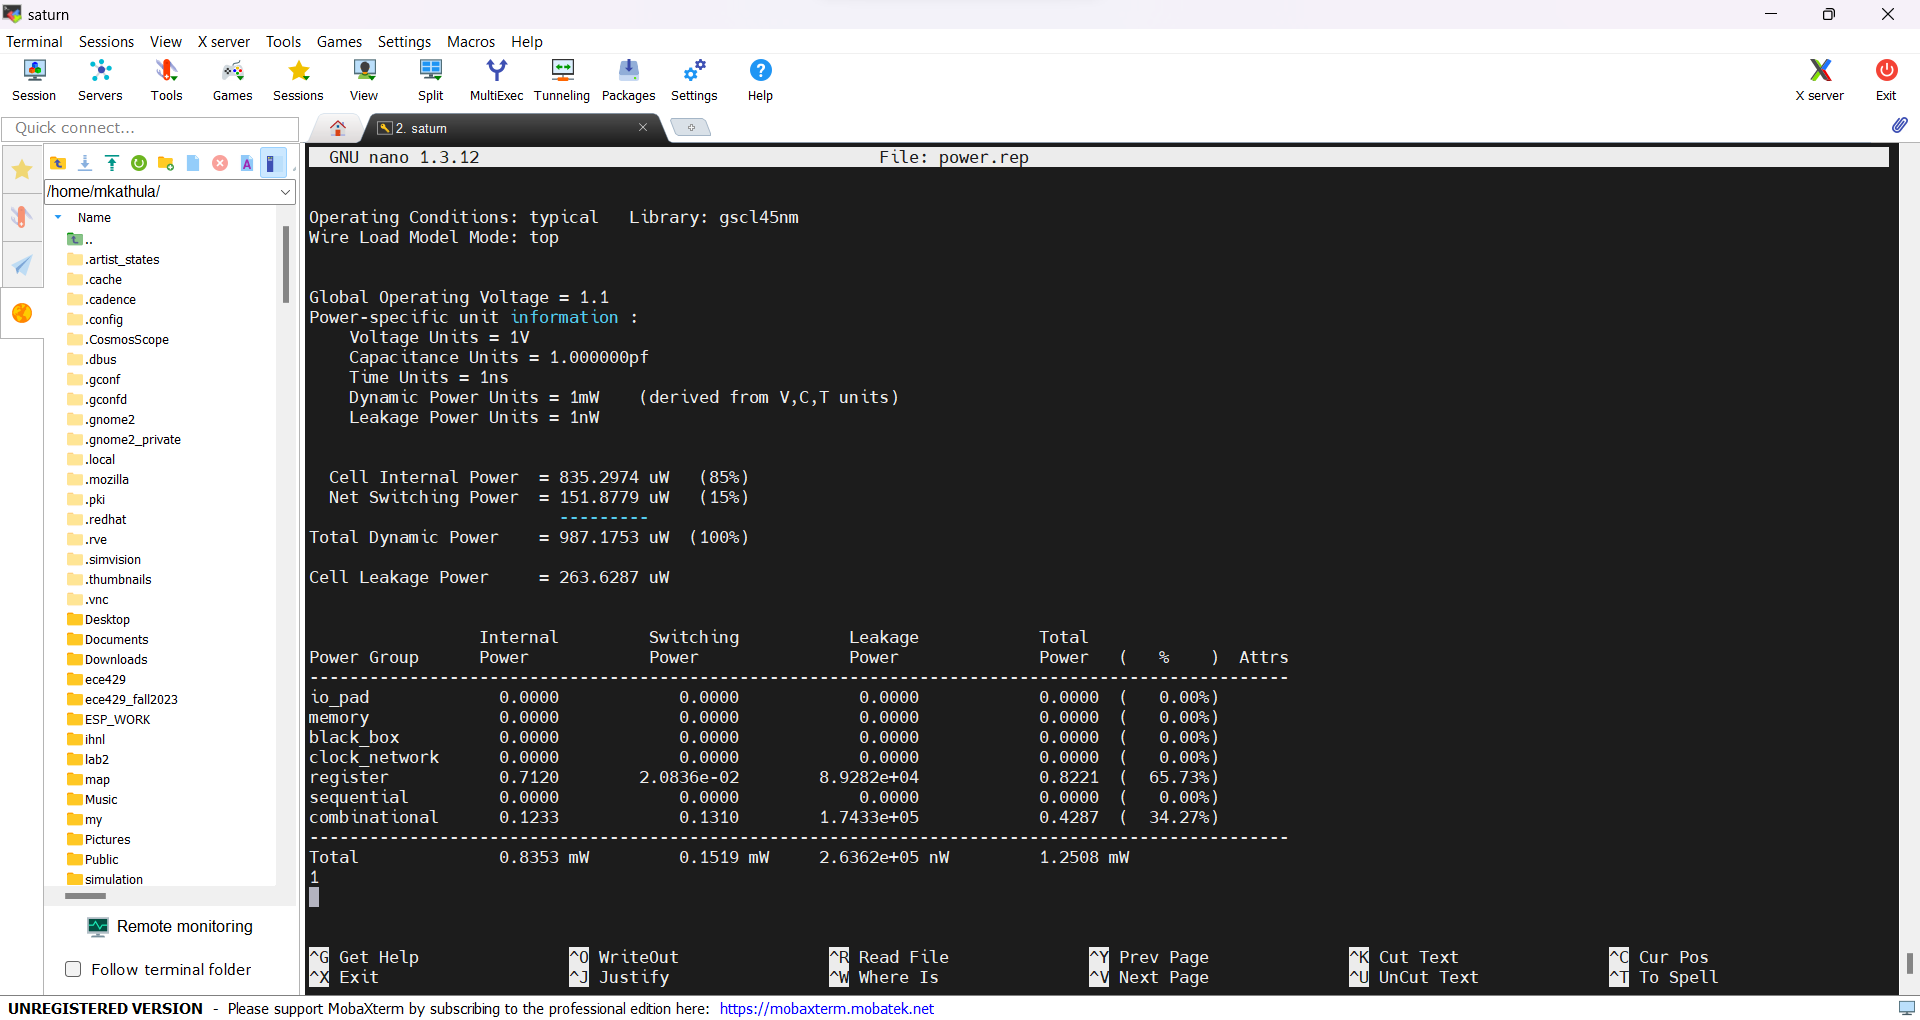 saturn
Terminal Sessions View X server Tools Games Settings Macros Help
Session Servers Tools Games Sessions View Split MultiExec Tunneling Packages Settings Help X server Exit
Quick connect...
2. saturn
/home/mkathula/
Name
..
.artist_states
.cache
.cadence
.config
.CosmosScope
.dbus
.gconf
.gconfd
.gnome2
.gnome2_private
.local
.mozilla
.pki
.redhat
.rve
.simvision
.thumbnails
.vnc
Desktop
Documents
Downloads
ece429
ece429_fall2023
ESP_WORK
ihnl
lab2
map
Music
my
Pictures
Public
simulation
Remote monitoring
Follow terminal folder
GNU nano 1.3.12 File: power.rep
Operating Conditions: typical Library: gscl45nm
Wire Load Model Mode: top
Global Operating Voltage = 1.1
Power-specific unit information :
Voltage Units = 1V
Capacitance Units = 1.000000pf
Time Units = 1ns
Dynamic Power Units = 1mW (derived from V,C,T units)
Leakage Power Units = 1nW
Cell Internal Power = 835.2974 uW (85%)
Net Switching Power = 151.8779 uW (15%)
---------
Total Dynamic Power = 987.1753 uW (100%)
Cell Leakage Power = 263.6287 uW
Internal Switching Leakage Total
Power Group Power Power Power Power ( % ) Attrs
--------------------------------------------------------------------------------------------------
io_pad 0.0000 0.0000 0.0000 0.0000 ( 0.00%)
memory 0.0000 0.0000 0.0000 0.0000 ( 0.00%)
black_box 0.0000 0.0000 0.0000 0.0000 ( 0.00%)
clock_network 0.0000 0.0000 0.0000 0.0000 ( 0.00%)
register 0.7120 2.0836e-02 8.9282e+04 0.8221 ( 65.73%)
sequential 0.0000 0.0000 0.0000 0.0000 ( 0.00%)
combinational 0.1233 0.1310 1.7433e+05 0.4287 ( 34.27%)
--------------------------------------------------------------------------------------------------
Total 0.8353 mW 0.1519 mW 2.6362e+05 nW 1.2508 mW
1
^G Get Help ^O WriteOut ^R Read File ^Y Prev Page ^K Cut Text ^C Cur Pos
^X Exit ^J Justify ^W Where Is ^V Next Page ^U UnCut Text ^T To Spell
UNREGISTERED VERSION - Please support MobaXterm by subscribing to the professional edition here: https://mobaxterm.mobatek.net